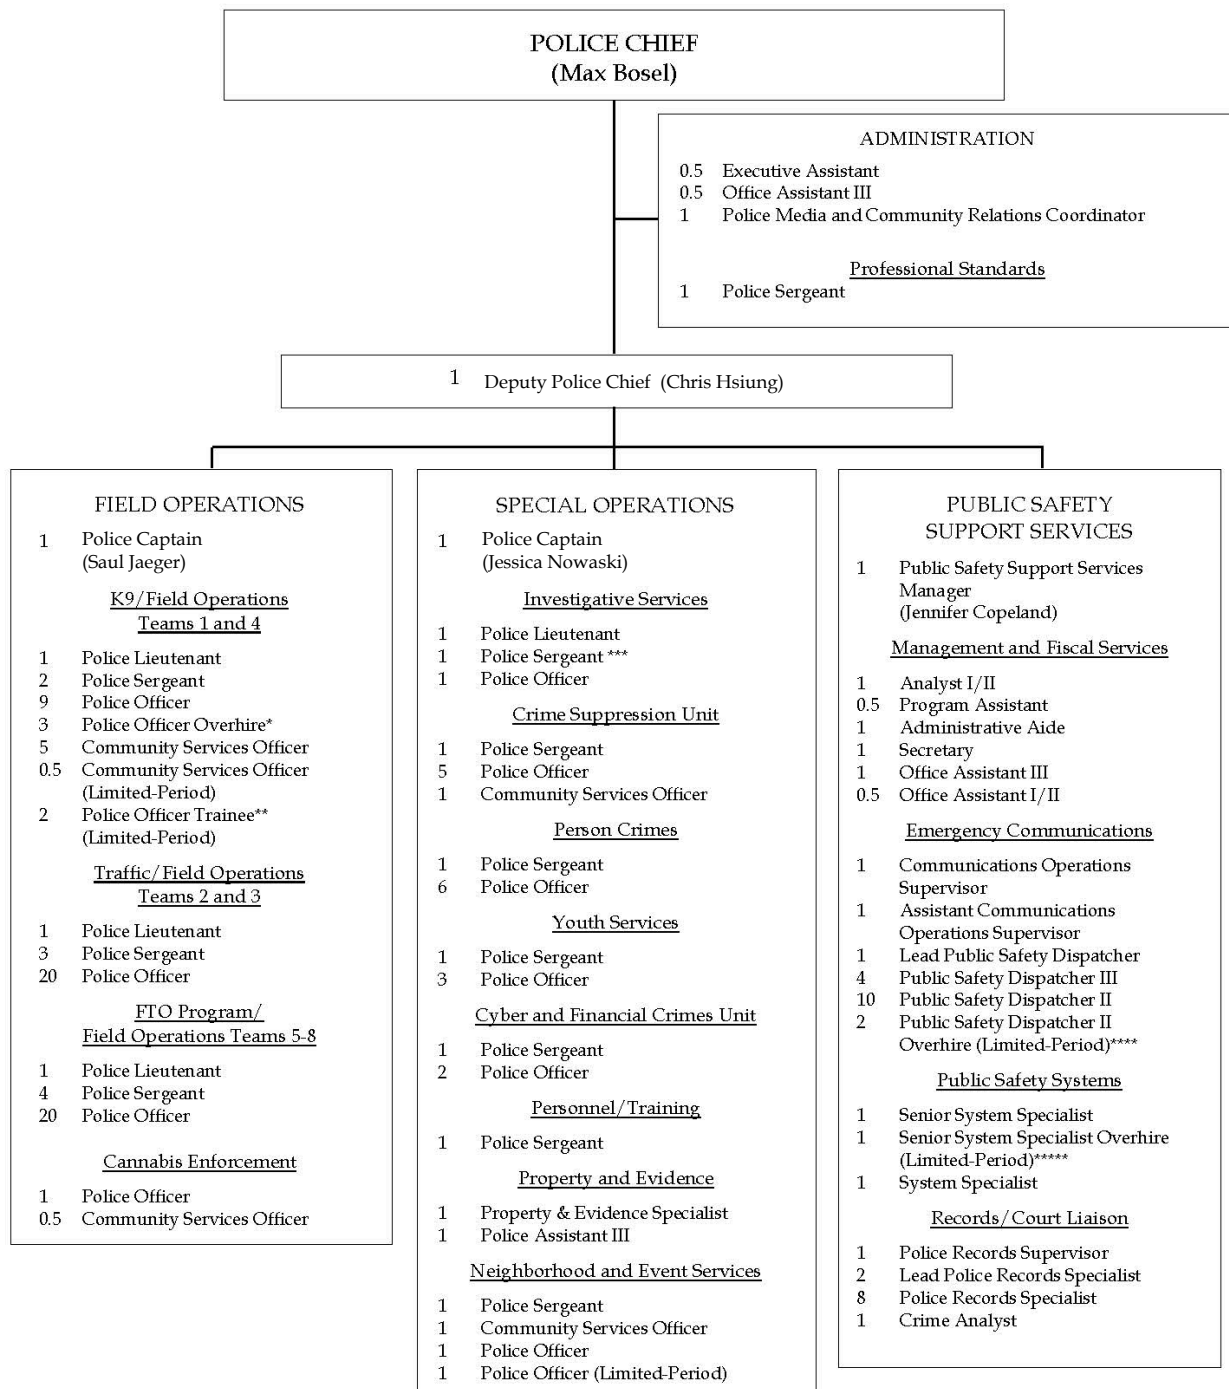 POLICE CHIEF
(Max Bosel)
ADMINISTRATION
0.5 Executive Assistant
0.5 Office Assistant III
1 Police Media and Community Relations Coordinator
Professional Standards
1 Police Sergeant
1 Deputy Police Chief (Chris Hsiung)
FIELD OPERATIONS
1 Police Captain
(Saul Jaeger)
K9/Field Operations
Teams 1 and 4
1 Police Lieutenant
2 Police Sergeant
9 Police Officer
3 Police Officer Overhire*
5 Community Services Officer
0.5 Community Services Officer
(Limited-Period)
2 Police Officer Trainee**
(Limited-Period)
Traffic/Field Operations
Teams 2 and 3
1 Police Lieutenant
3 Police Sergeant
20 Police Officer
FTO Program/
Field Operations Teams 5-8
1 Police Lieutenant
4 Police Sergeant
20 Police Officer
Cannabis Enforcement
1 Police Officer
0.5 Community Services Officer
SPECIAL OPERATIONS
1 Police Captain
(Jessica Nowaski)
Investigative Services
1 Police Lieutenant
1 Police Sergeant ***
1 Police Officer
Crime Suppression Unit
1 Police Sergeant
5 Police Officer
1 Community Services Officer
Person Crimes
1 Police Sergeant
6 Police Officer
Youth Services
1 Police Sergeant
3 Police Officer
Cyber and Financial Crimes Unit
1 Police Sergeant
2 Police Officer
Personnel/Training
1 Police Sergeant
Property and Evidence
1 Property & Evidence Specialist
1 Police Assistant III
Neighborhood and Event Services
1 Police Sergeant
1 Community Services Officer
1 Police Officer
1 Police Officer (Limited-Period)
PUBLIC SAFETY
SUPPORT SERVICES
1 Public Safety Support Services
Manager
(Jennifer Copeland)
Management and Fiscal Services
1 Analyst I/II
0.5 Program Assistant
1 Administrative Aide
1 Secretary
1 Office Assistant III
0.5 Office Assistant I/II
Emergency Communications
1 Communications Operations
Supervisor
1 Assistant Communications
Operations Supervisor
1 Lead Public Safety Dispatcher
4 Public Safety Dispatcher III
10 Public Safety Dispatcher II
2 Public Safety Dispatcher II
Overhire (Limited-Period)****
Public Safety Systems
1 Senior System Specialist
1 Senior System Specialist Overhire
(Limited-Period)*****
1 System Specialist
Records/Court Liaison
1 Police Records Supervisor
2 Lead Police Records Specialist
8 Police Records Specialist
1 Crime Analyst